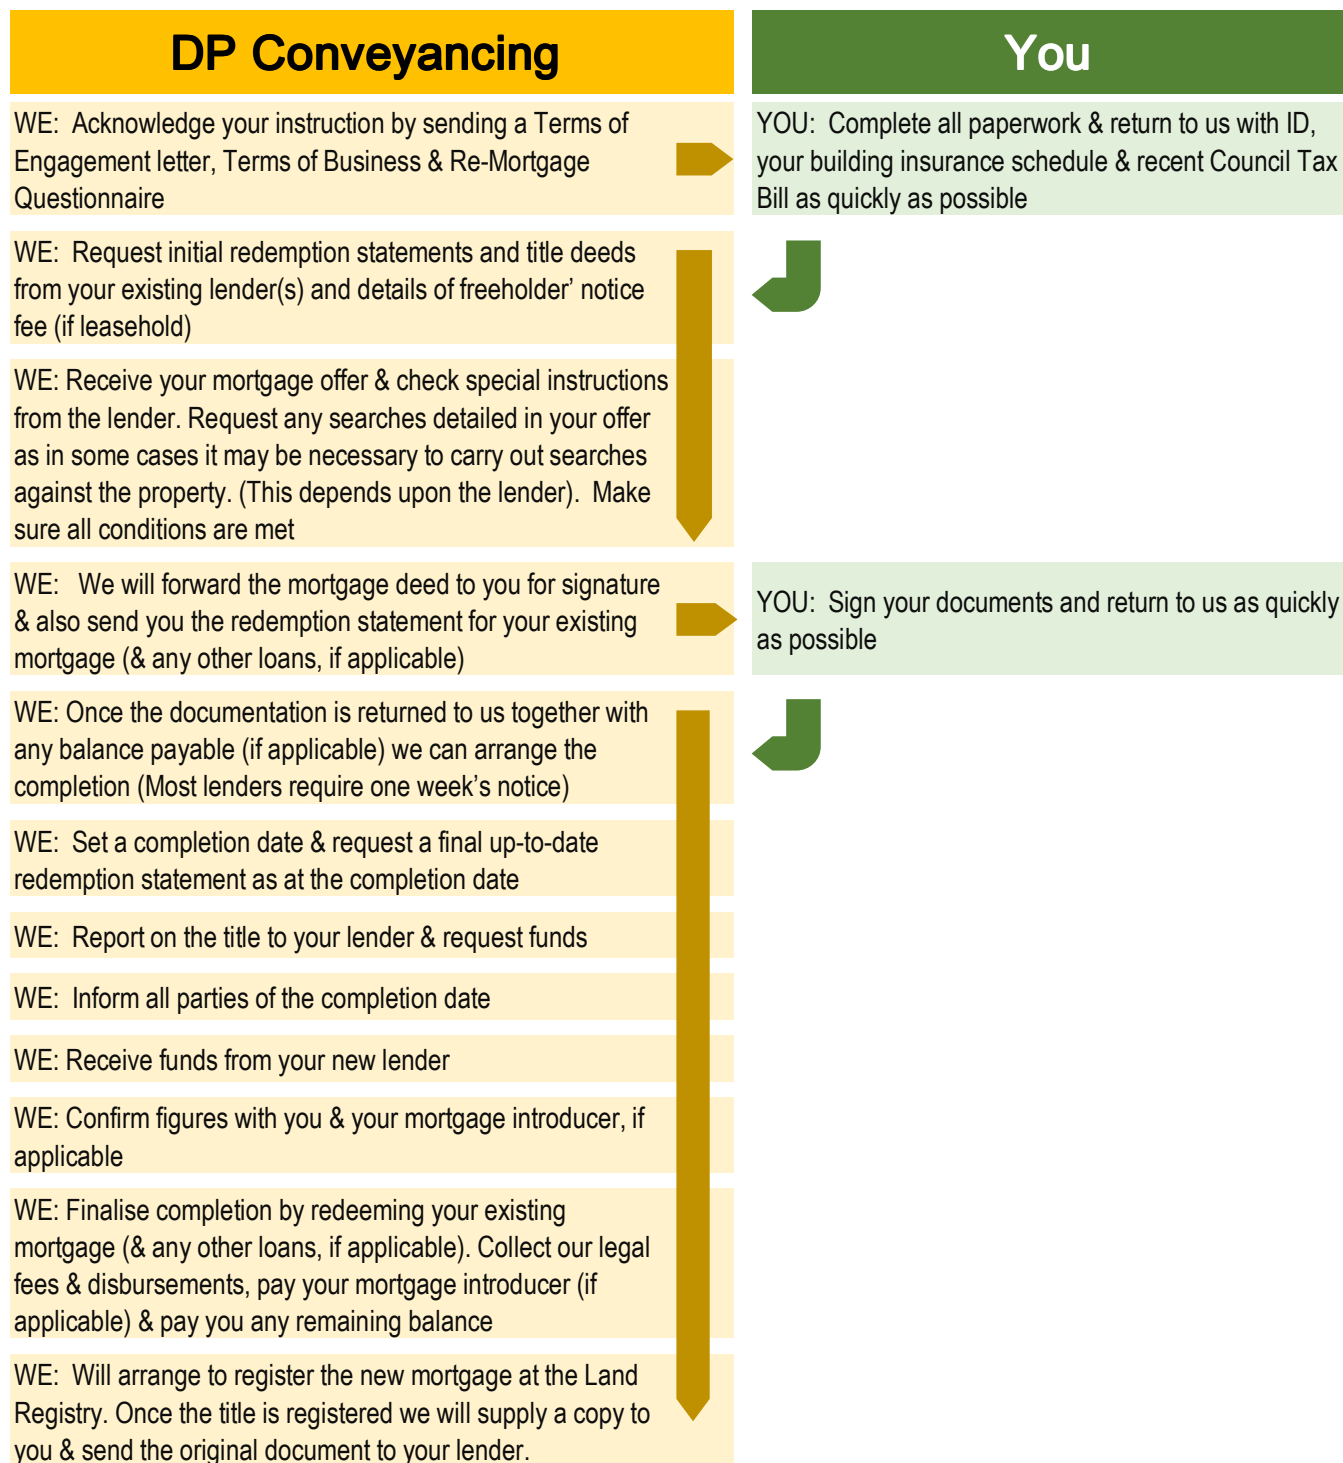 DP Conveyancing
You
WE: Acknowledge your instruction by sending a Terms of
Engagement letter, Terms of Business & Re-Mortgage
Questionnaire
YOU: Complete all paperwork & return to us with ID,
your building insurance schedule & recent Council Tax
Bill as quickly as possible
WE: Request initial redemption statements and title deeds
from your existing lender(s) and details of freeholder' notice
fee (if leasehold)
WE: Receive your mortgage offer & check special instructions
from the lender. Request any searches detailed in your offer
as in some cases it may be necessary to carry out searches
against the property. (This depends upon the lender). Make
sure all conditions are met
WE: We will forward the mortgage deed to you for signature
& also send you the redemption statement for your existing
mortgage (& any other loans, if applicable)
YOU: Sign your documents and return to us as quickly
as possible
WE: Once the documentation is returned to us together with
any balance payable (if applicable) we can arrange the
completion (Most lenders require one week's notice)
WE: Set a completion date & request a final up-to-date
redemption statement as at the completion date
WE: Report on the title to your lender & request funds
WE: Inform all parties of the completion date
WE: Receive funds from your new lender
WE: Confirm figures with you & your mortgage introducer, if
applicable
WE: Finalise completion by redeeming your existing
mortgage (& any other loans, if applicable). Collect our legal
fees & disbursements, pay your mortgage introducer (if
applicable) & pay you any remaining balance
WE: Will arrange to register the new mortgage at the Land
Registry. Once the title is registered we will supply a copy to
you & send the original document to your lender.